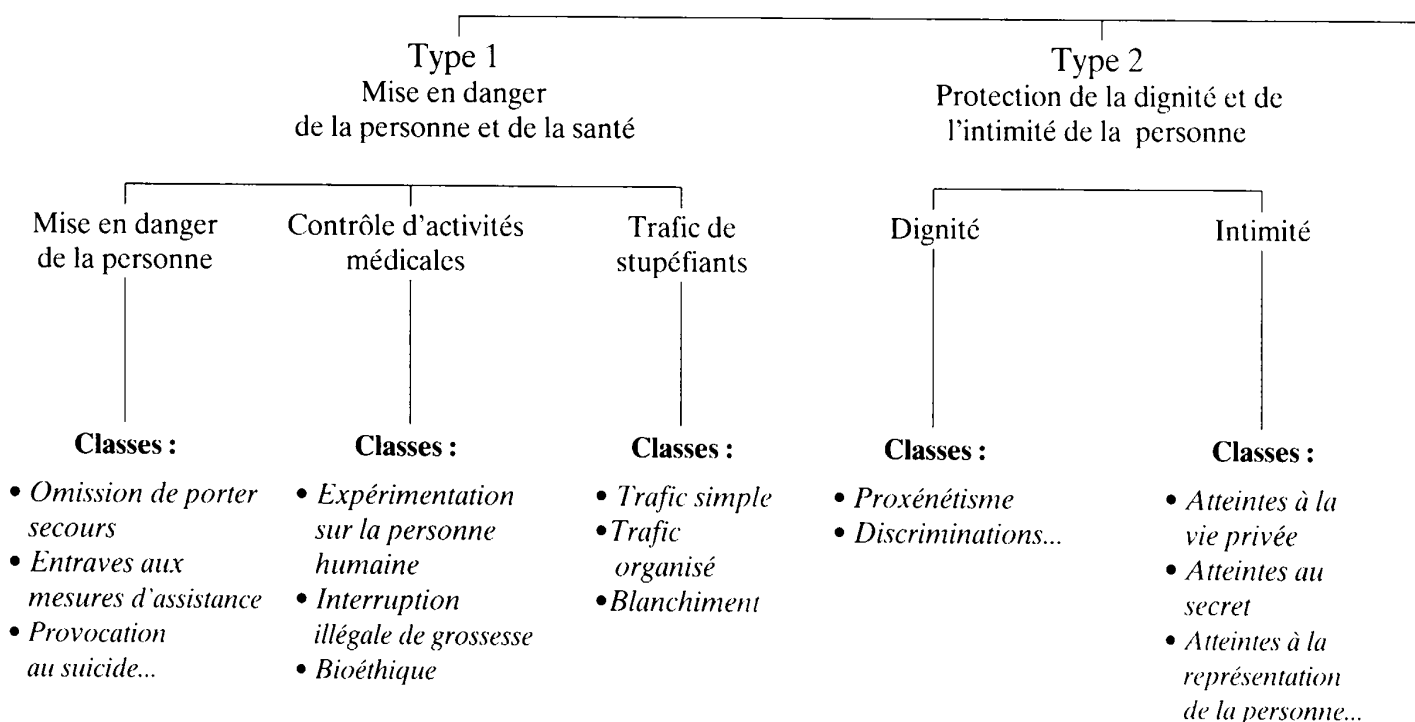 Type 1
Mise en danger
de la personne et de la santé
Type 2
Protection de la dignité et de
l'intimité de la personne
Mise en danger
de la personne
Contrôle d'activités
médicales
Trafic de
stupéfiants
Dignité
Intimité
Classes :
• Omission de porter
secours
• Entraves aux
mesures d'assistance
• Provocation
au suicide...
Classes :
• Expérimentation
sur la personne
humaine
• Interruption
illégale de grossesse
• Bioéthique
Classes :
• Trafic simple
• Trafic
organisé
• Blanchiment
Classes :
• Proxénétisme
• Discriminations...
Classes :
• Atteintes à la
vie privée
• Atteintes au
secret
• Atteintes à la
représentation
de la personne...